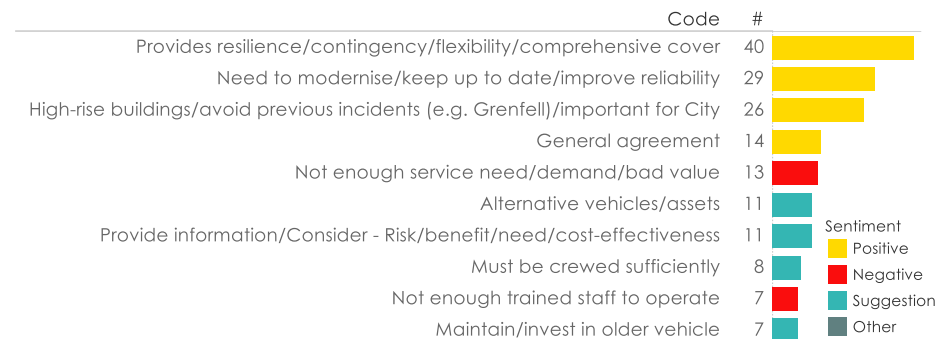 Code #
Provides resilience/contingency/flexibility/comprehensive cover 40
Need to modernise/keep up to date/improve reliability 29
High-rise buildings/avoid previous incidents (e.g. Grenfell)/important for City 26
General agreement 14
Not enough service need/demand/bad value 13
Alternative vehicles/assets 11
Provide information/Consider - Risk/benefit/need/cost-effectiveness 11
Must be crewed sufficiently 8
Not enough trained staff to operate 7
Maintain/invest in older vehicle 7
Sentiment
Positive
Negative
Suggestion
Other